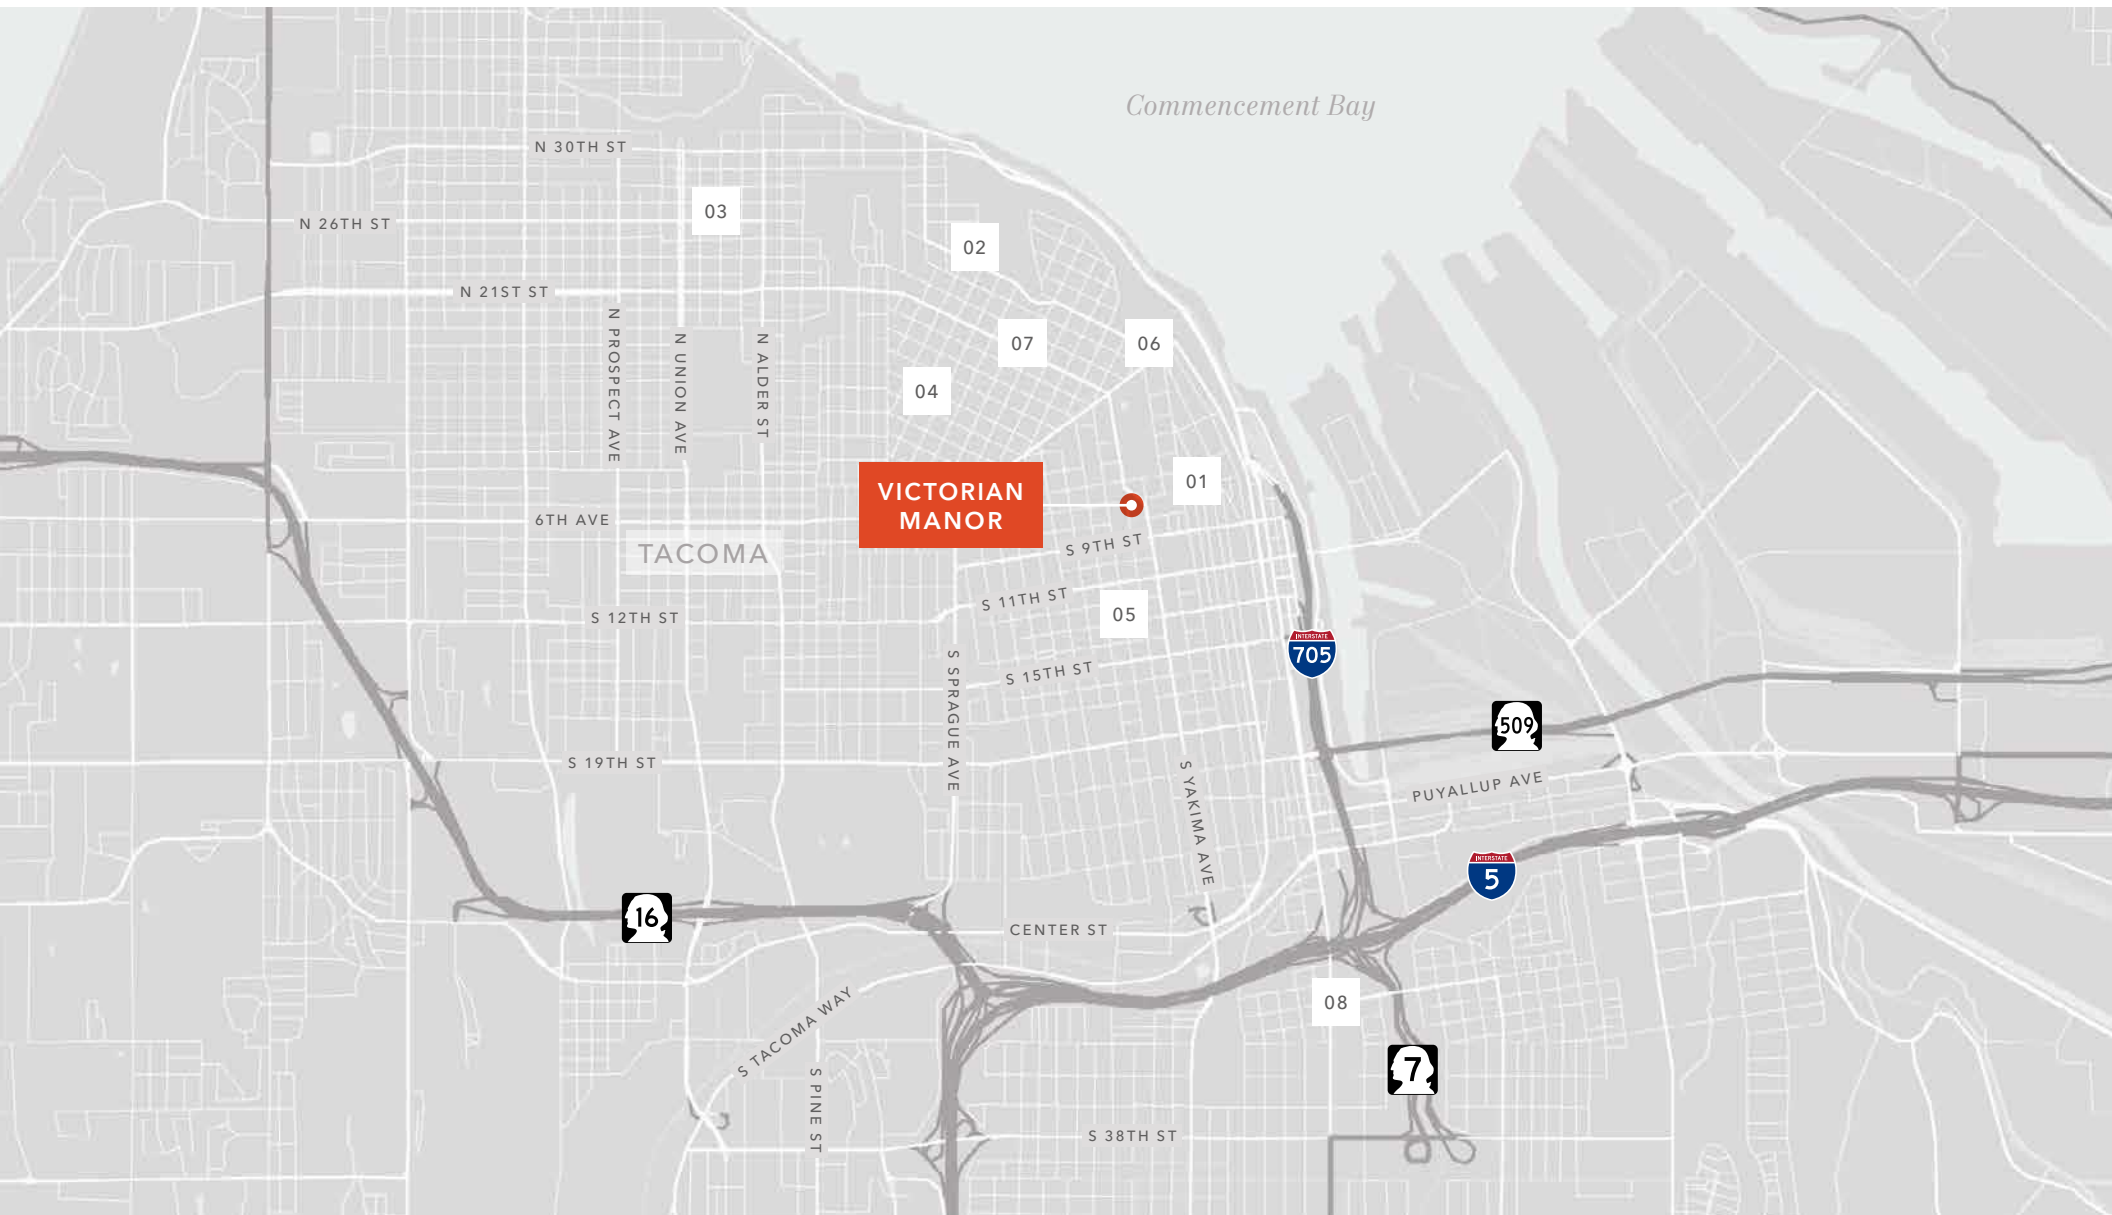 Commencement Bay
N 30TH ST
03
N 26TH ST
02
N 21ST ST
N PROSPECT AVE
N UNION AVE
N ALDER ST
07
06
04
VICTORIAN
MANOR
01
6TH AVE
TACOMA
S 9TH ST
S 11TH ST
05
S 12TH ST
INTERSTATE
705
S SPRAGUE AVE
S 15TH ST
509
S 19TH ST
S YAKIMA AVE
PUYALLUP AVE
INTERSTATE
5
16
CENTER ST
08
S TACOMA WAY
7
S PINE ST
S 38TH ST